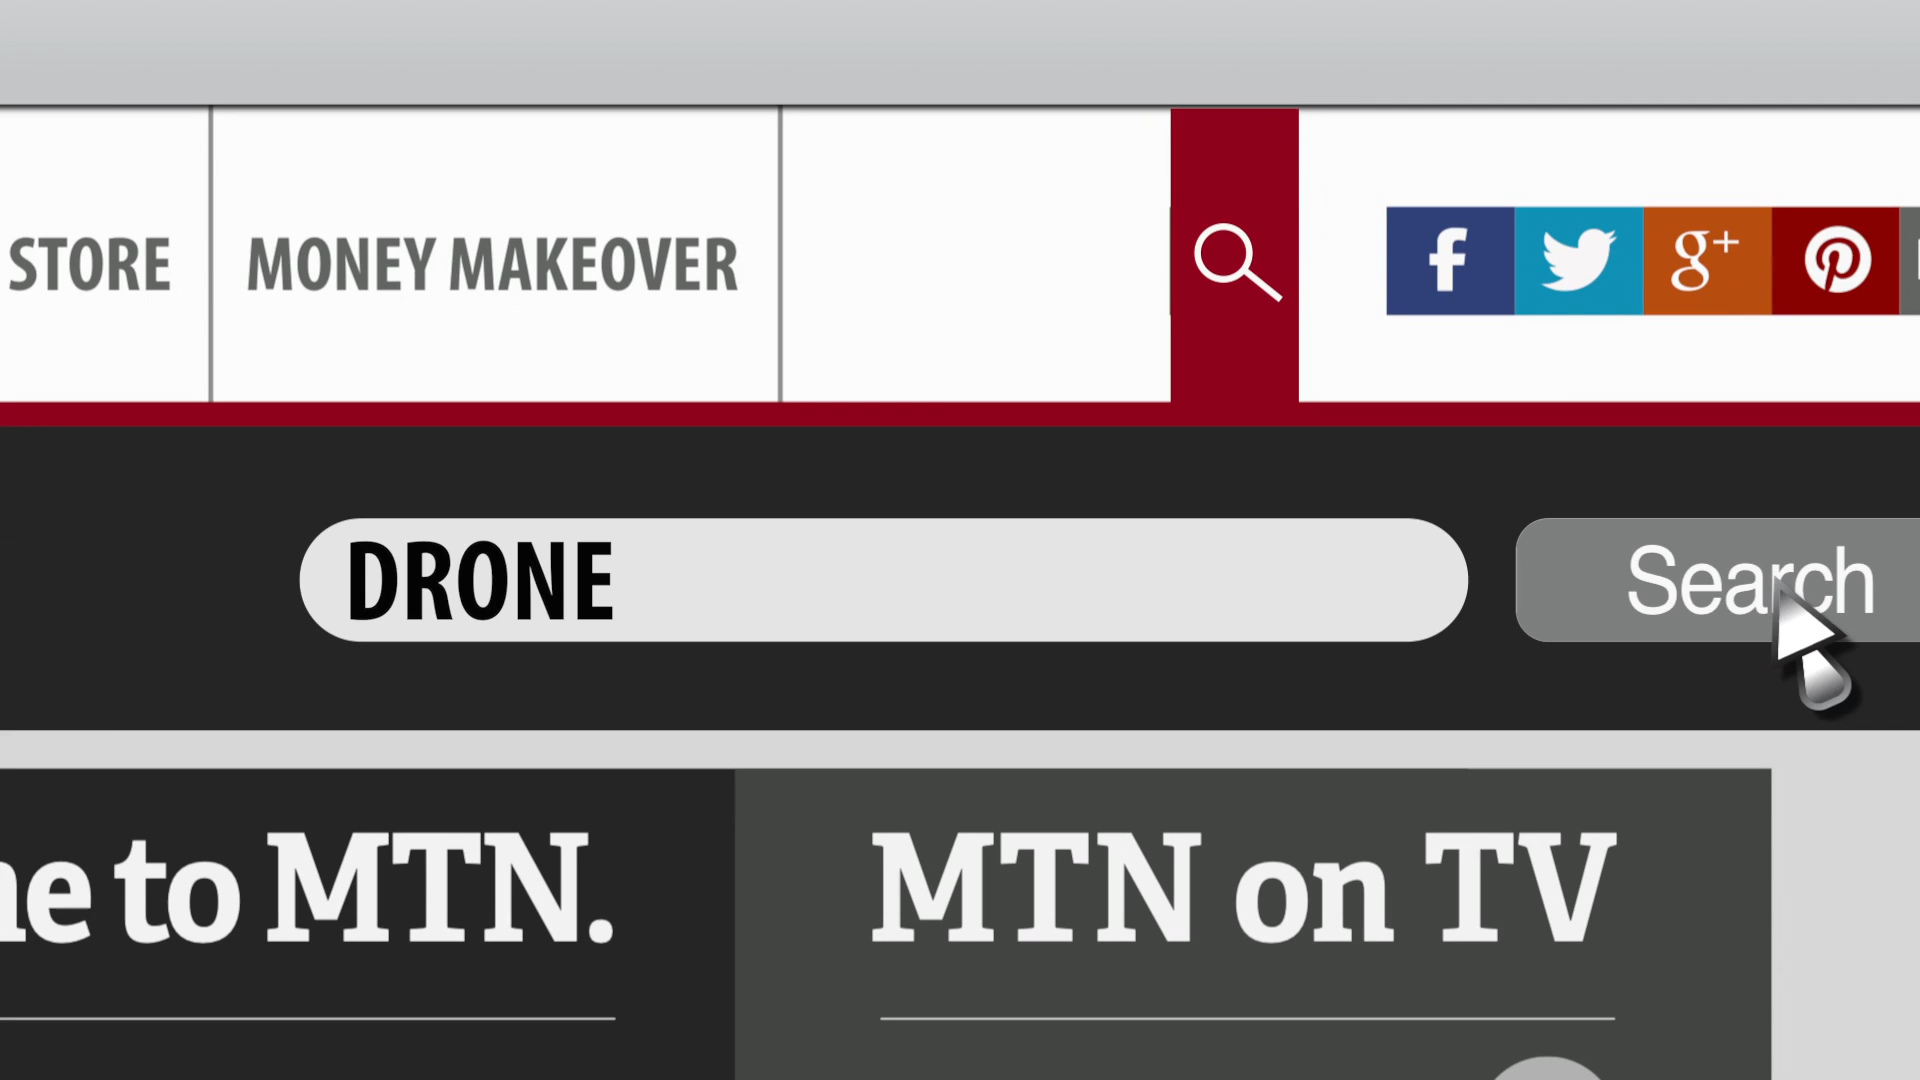 STORE
MONEY MAKEOVER
f
g+
DRONE
Search
to MTN.
MTN on TV